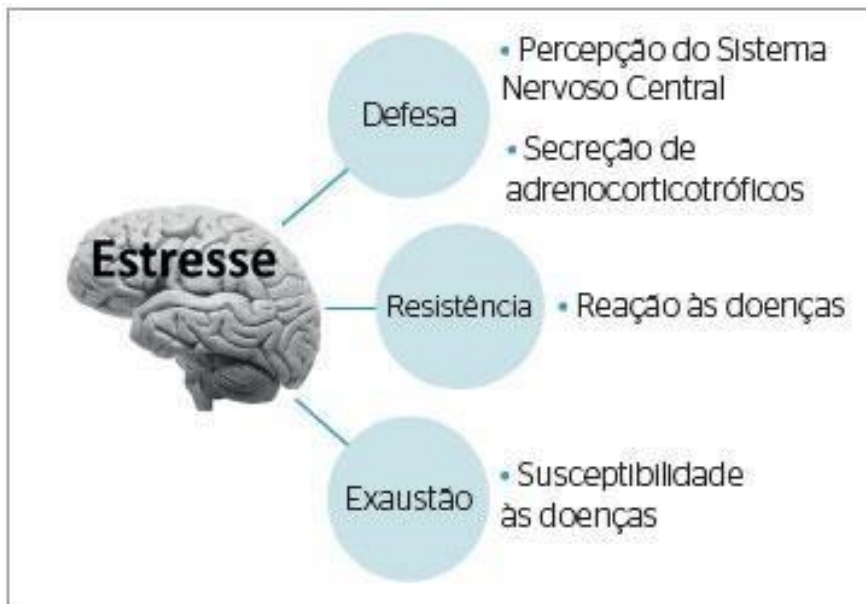 Estresse
Defesa
• Percepção do Sistema
Nervoso Central
• Secreção de
adrenocorticotróficos
Resistência
• Reação às doenças
Exaustão
• Susceptibilidade
às doenças